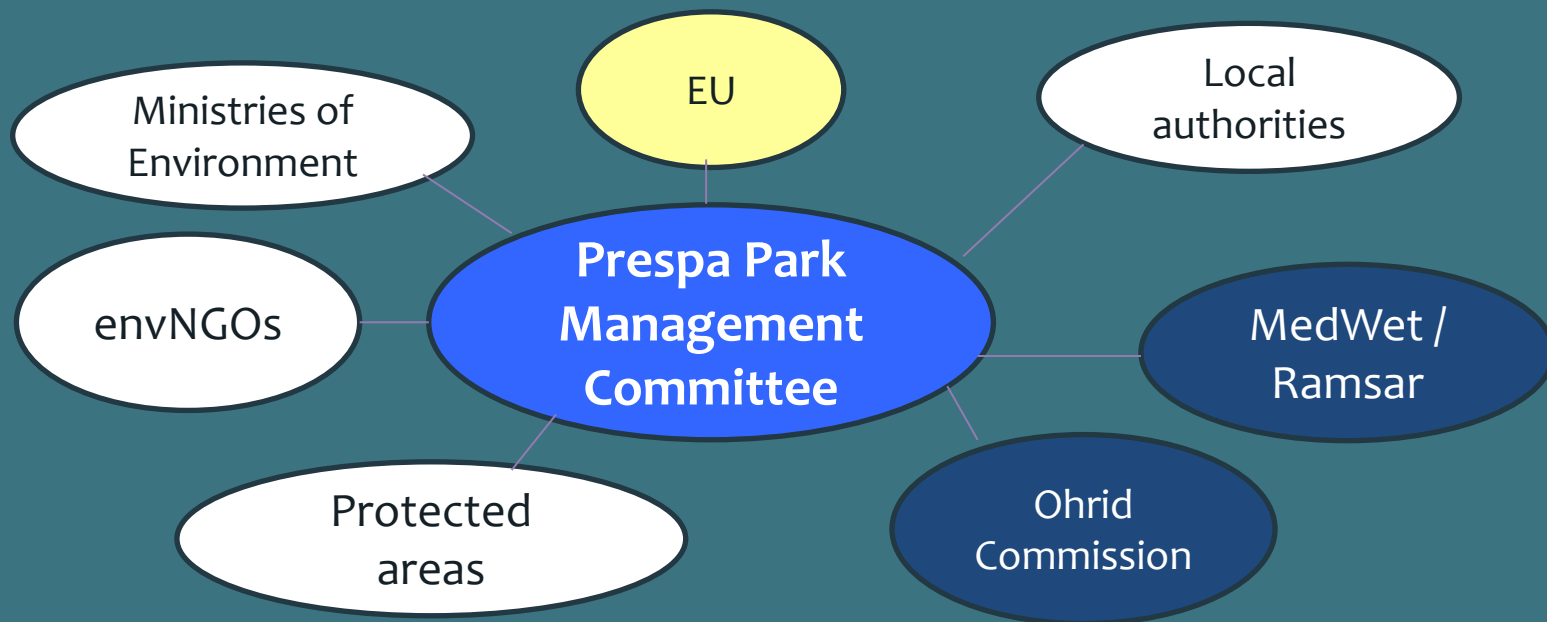 EU
Local
authorities
Ministries of
Environment
Prespa Park
Management
Committee
envNGOs
MedWet /
Ramsar
Protected
areas
Ohrid
Commission